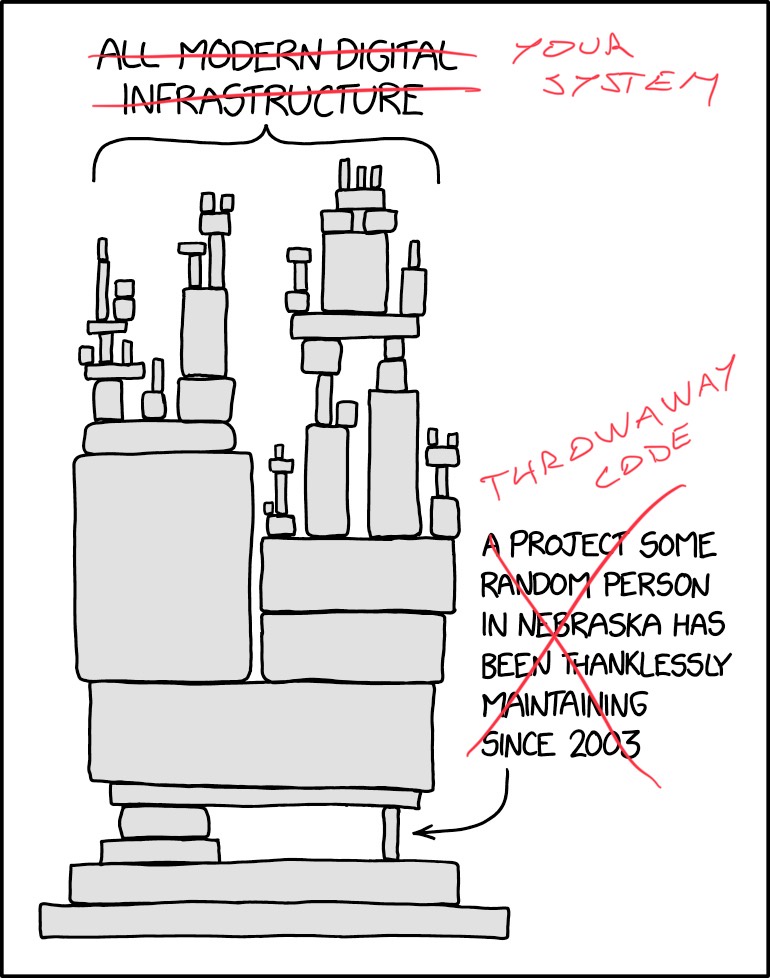 ALL MODERN DIGITAL
INFRASTRUCTURE
YOUR
SYSTEM
THROWAWAY
CODE
A PROJECT SOME
RANDOM PERSON
IN NEBRASKA HAS
BEEN THANKLESSLY
MAINTAINING
SINCE 2003